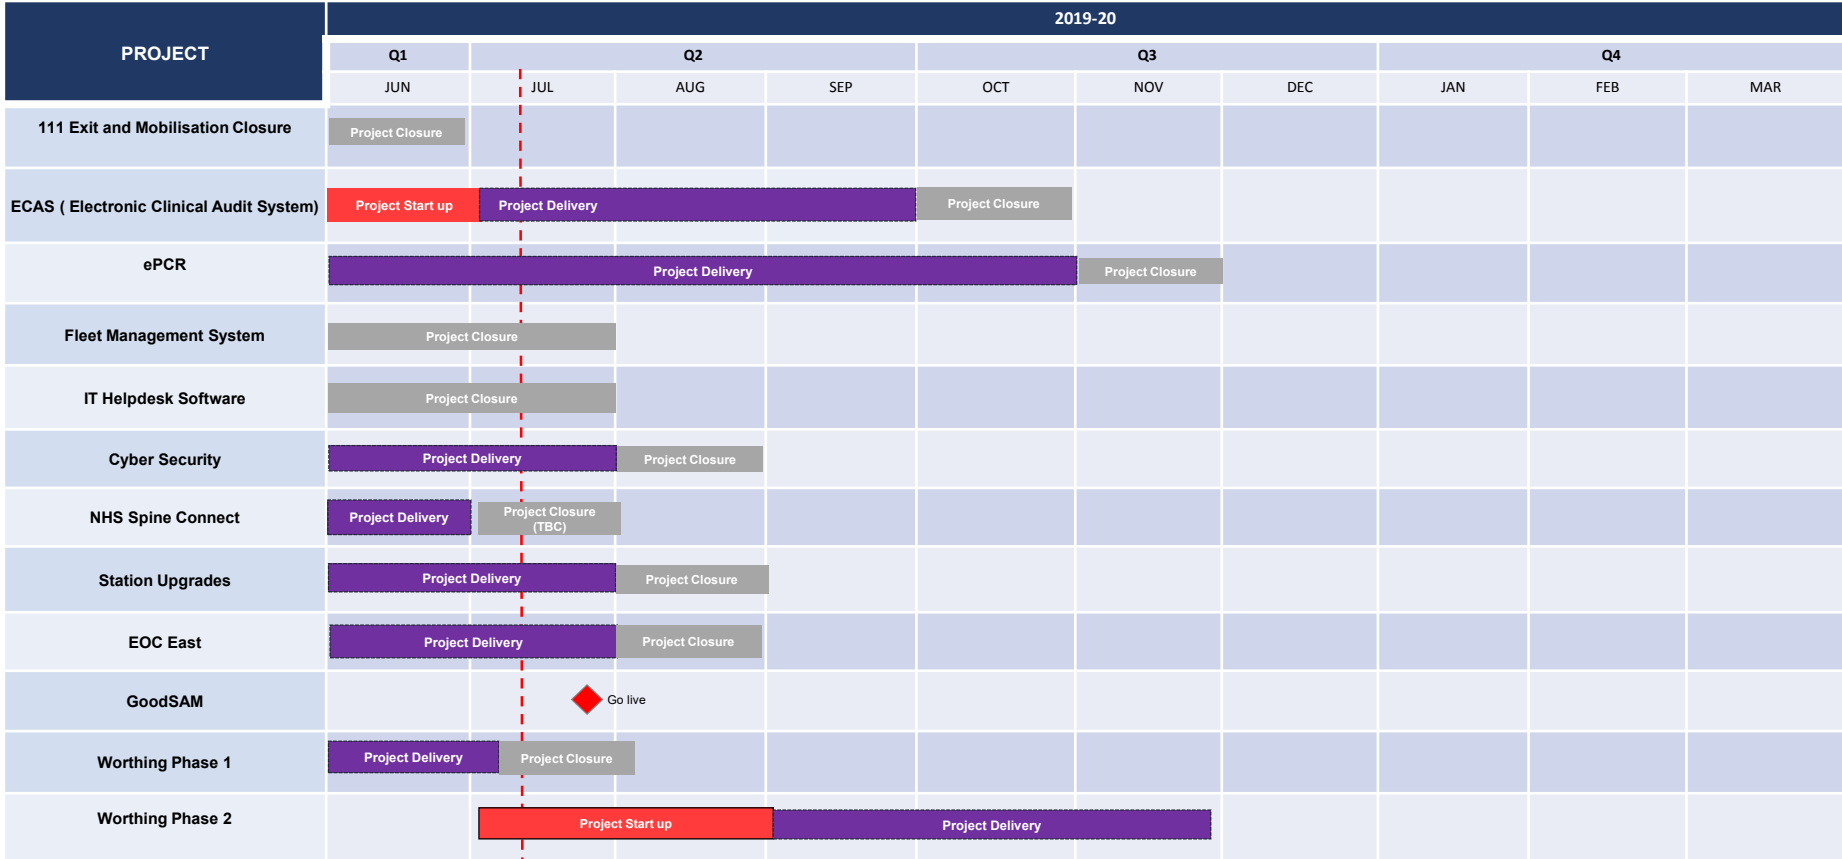 PROJECT
2019-20
Q1
Q2
Q3
Q4
JUN
JUL
AUG
SEP
OCT
NOV
DEC
JAN
FEB
MAR
111 Exit and Mobilisation Closure
Project Closure
ECAS ( Electronic Clinical Audit System)
Project Start up
Project Delivery
Project Closure
ePCR
Project Delivery
Project Closure
Fleet Management System
Project Closure
IT Helpdesk Software
Project Closure
Cyber Security
Project Delivery
Project Closure
NHS Spine Connect
Project Delivery
Project Closure
(TBC)
Station Upgrades
Project Delivery
Project Closure
EOC East
Project Delivery
Project Closure
GoodSAM
Go live
Worthing Phase 1
Project Delivery
Project Closure
Worthing Phase 2
Project Start up
Project Delivery